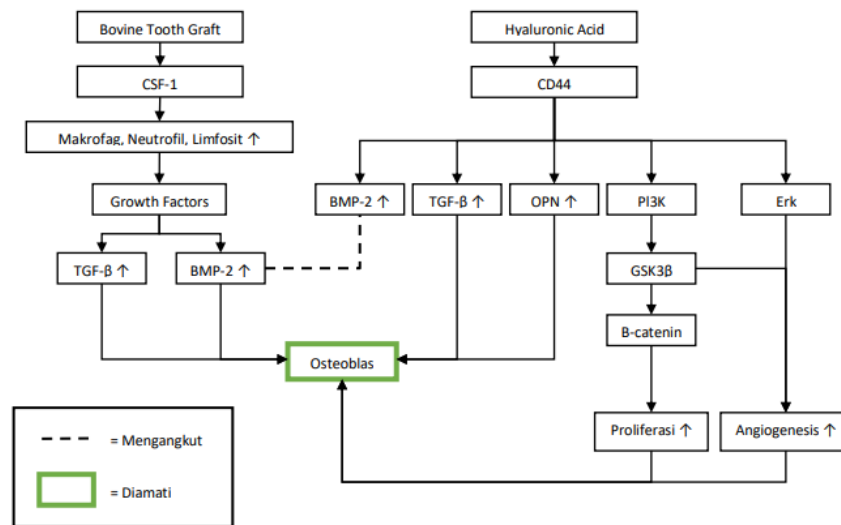 Bovine Tooth Graft
Hyaluronic Acid
CSF-1
CD44
Makrofag, Neutrofil, Limfosit ↑
Growth Factors
BMP-2 ↑
TGF-β ↑
OPN ↑
PI3K
Erk
TGF-β ↑
BMP-2 ↑
GSK3β
B-catenin
Osteoblas
Proliferasi ↑
Angiogenesis ↑
= Mengangkut
= Diamati